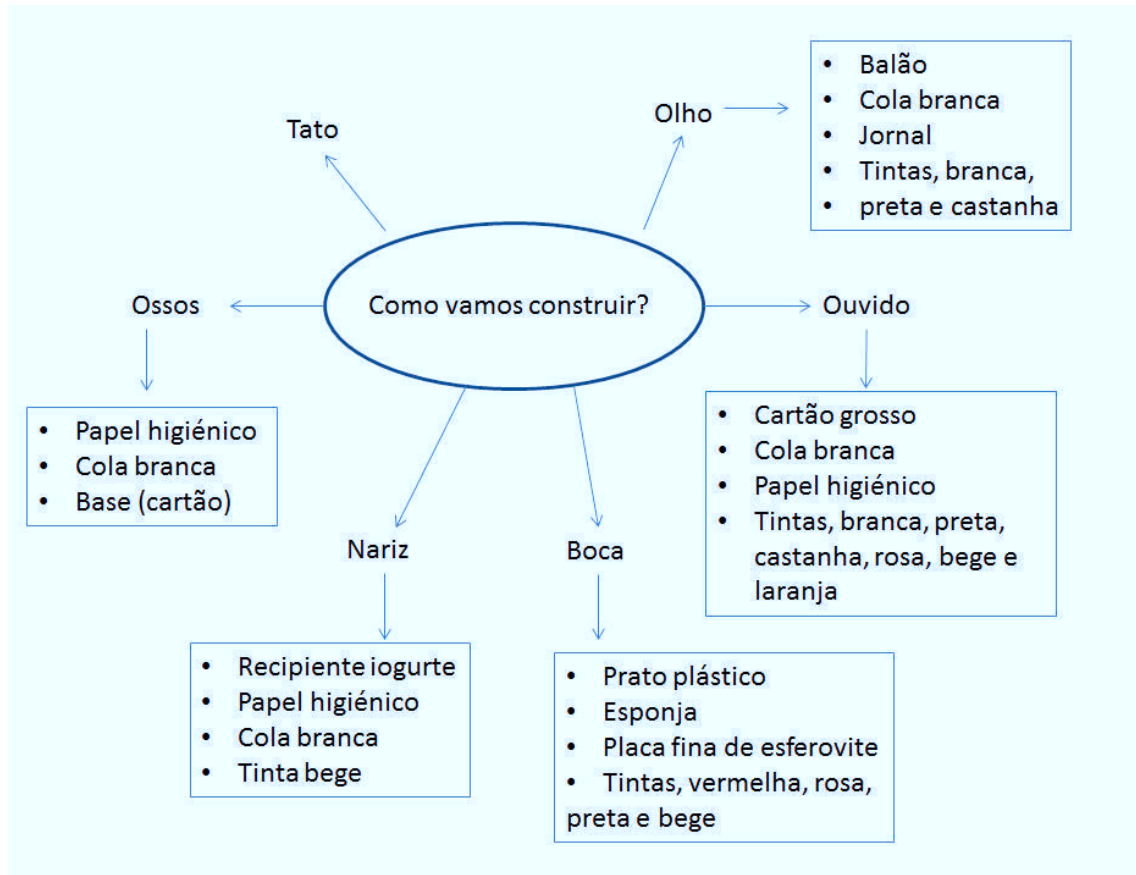 Tato
Olho
• Balão
• Cola branca
• Jornal
• Tintas, branca,
• preta e castanha
Como vamos construir?
Ossos
• Papel higiénico
• Cola branca
• Base (cartão)
Ouvido
• Cartão grosso
• Cola branca
• Papel higiénico
• Tintas, branca, preta,
castanha, rosa, bege e
laranja
Nariz
• Recipiente iogurte
• Papel higiénico
• Cola branca
• Tinta bege
Boca
• Prato plástico
• Esponja
• Placa fina de esferovite
• Tintas, vermelha, rosa,
preta e bege